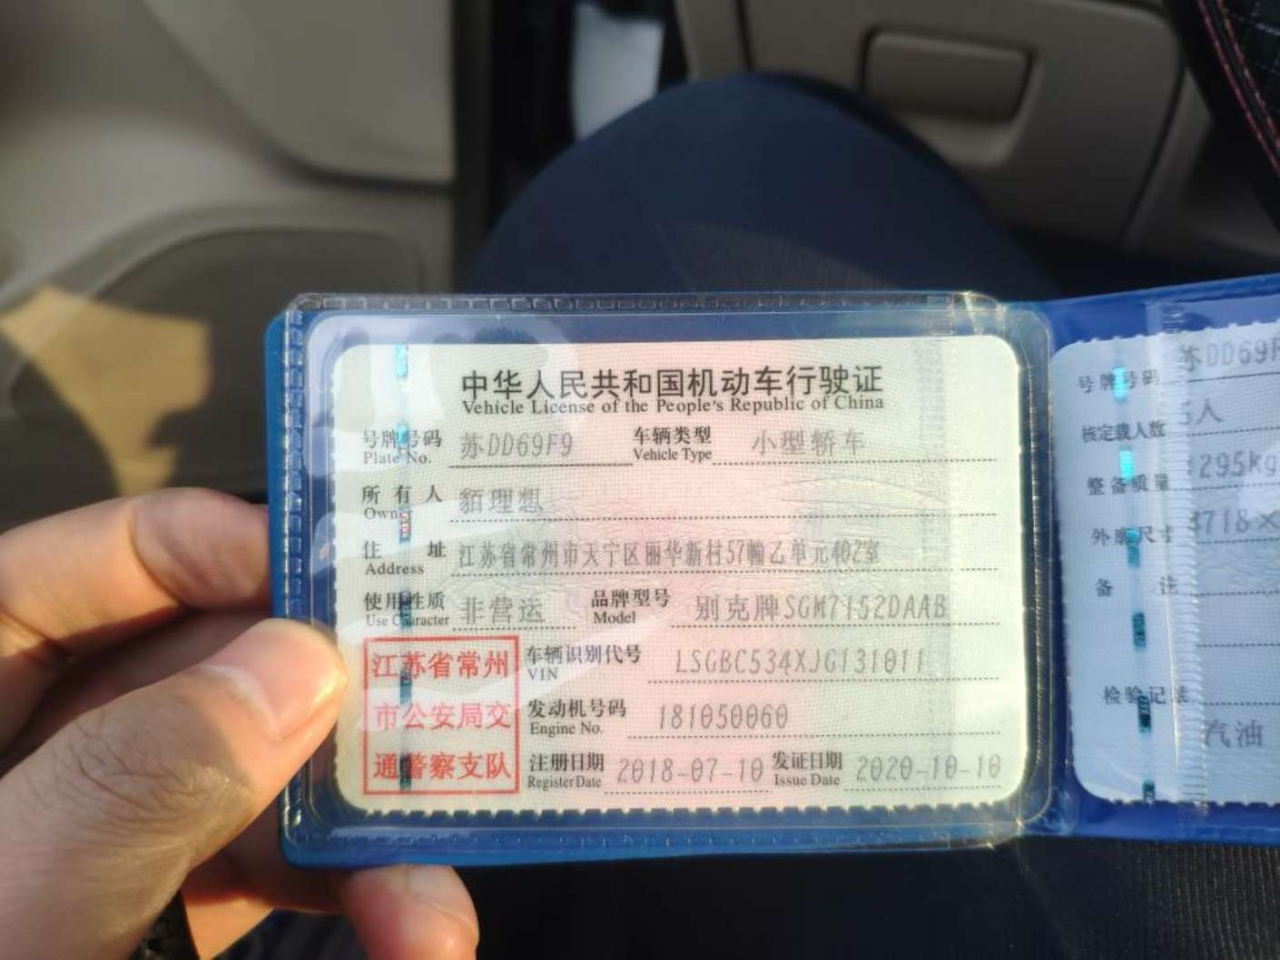 中华人民共和国机动车行驶证
Vehicle License of the People's Republic of China
号牌号码 苏DD69F9 车辆类型 小型轿车
Plate No. Vehicle Type
所有人 貊理想
Owner
住址 江苏省常州市天宁区丽华新村57幢乙单元402室
Address
使用性质 非营运 品牌型号 别克牌SGM7152DAAB
Use Character Model
江苏省常州
市公安局交
通警察支队
车辆识别代号 LSGBC534XJG131011
VIN
发动机号码 181050060
Engine No.
注册日期 2018-07-10 发证日期 2020-10-10
Register Date Issue Date
号牌号码 苏DD69F
核定载人数 5人
整备质量 1295kg
外廓尺寸 4718×
备注
检验记录
汽油